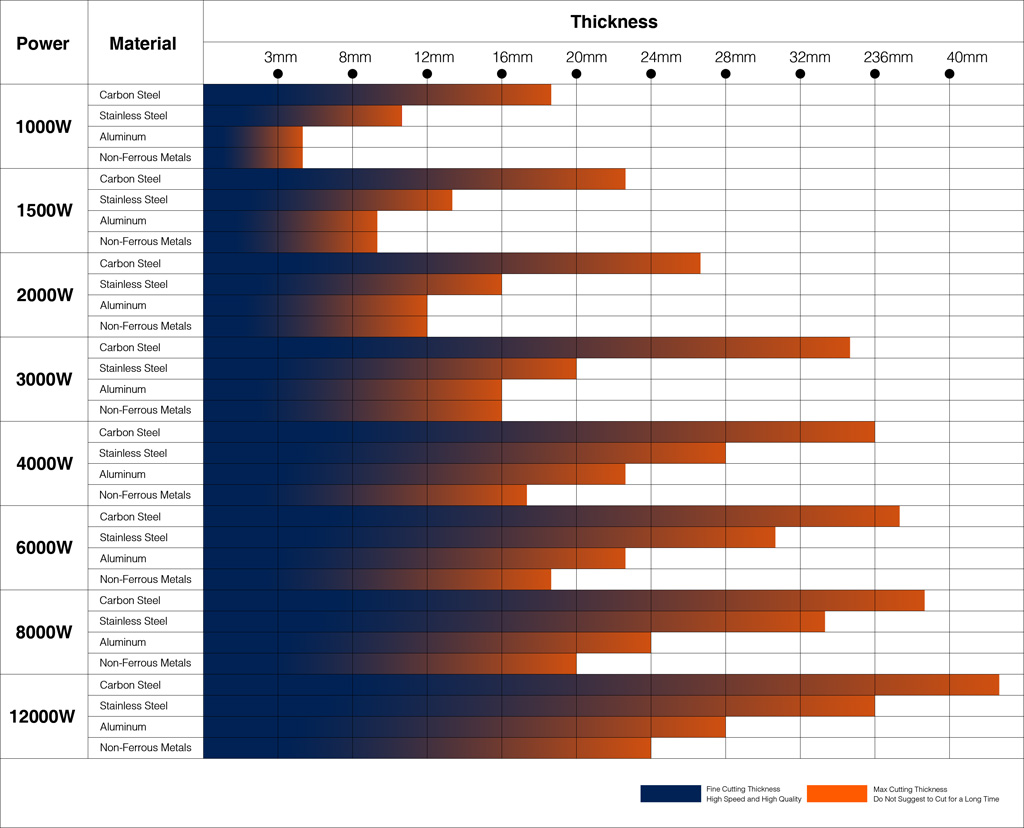 Power
Material
Thickness
3mm 8mm 12mm 16mm 20mm 24mm 28mm 32mm 236mm 40mm
1000W
Carbon Steel
Stainless Steel
Aluminum
Non-Ferrous Metals
1500W
Carbon Steel
Stainless Steel
Aluminum
Non-Ferrous Metals
2000W
Carbon Steel
Stainless Steel
Aluminum
Non-Ferrous Metals
3000W
Carbon Steel
Stainless Steel
Aluminum
Non-Ferrous Metals
4000W
Carbon Steel
Stainless Steel
Aluminum
Non-Ferrous Metals
6000W
Carbon Steel
Stainless Steel
Aluminum
Non-Ferrous Metals
8000W
Carbon Steel
Stainless Steel
Aluminum
Non-Ferrous Metals
12000W
Carbon Steel
Stainless Steel
Aluminum
Non-Ferrous Metals
Fine Cutting Thickness
High Speed and High Quality
Max Cutting Thickness
Do Not Suggest to Cut for a Long Time